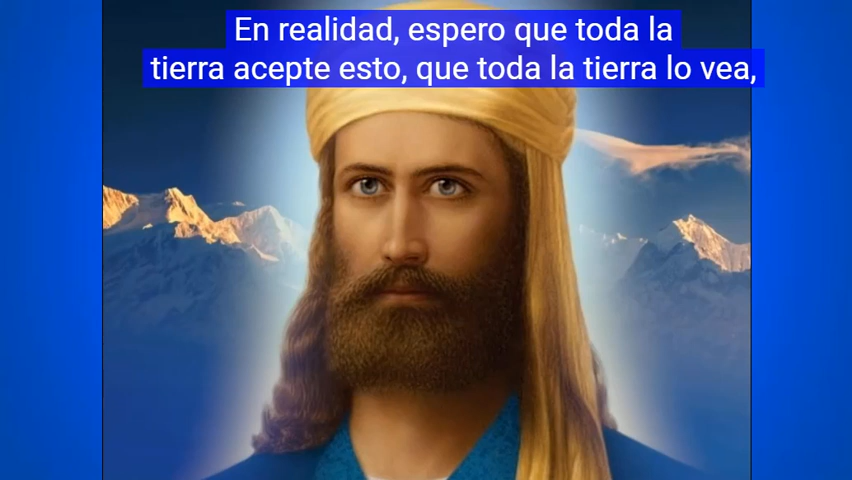 En realidad, espero que toda la
tierra acepte esto, que toda la tierra lo vea,